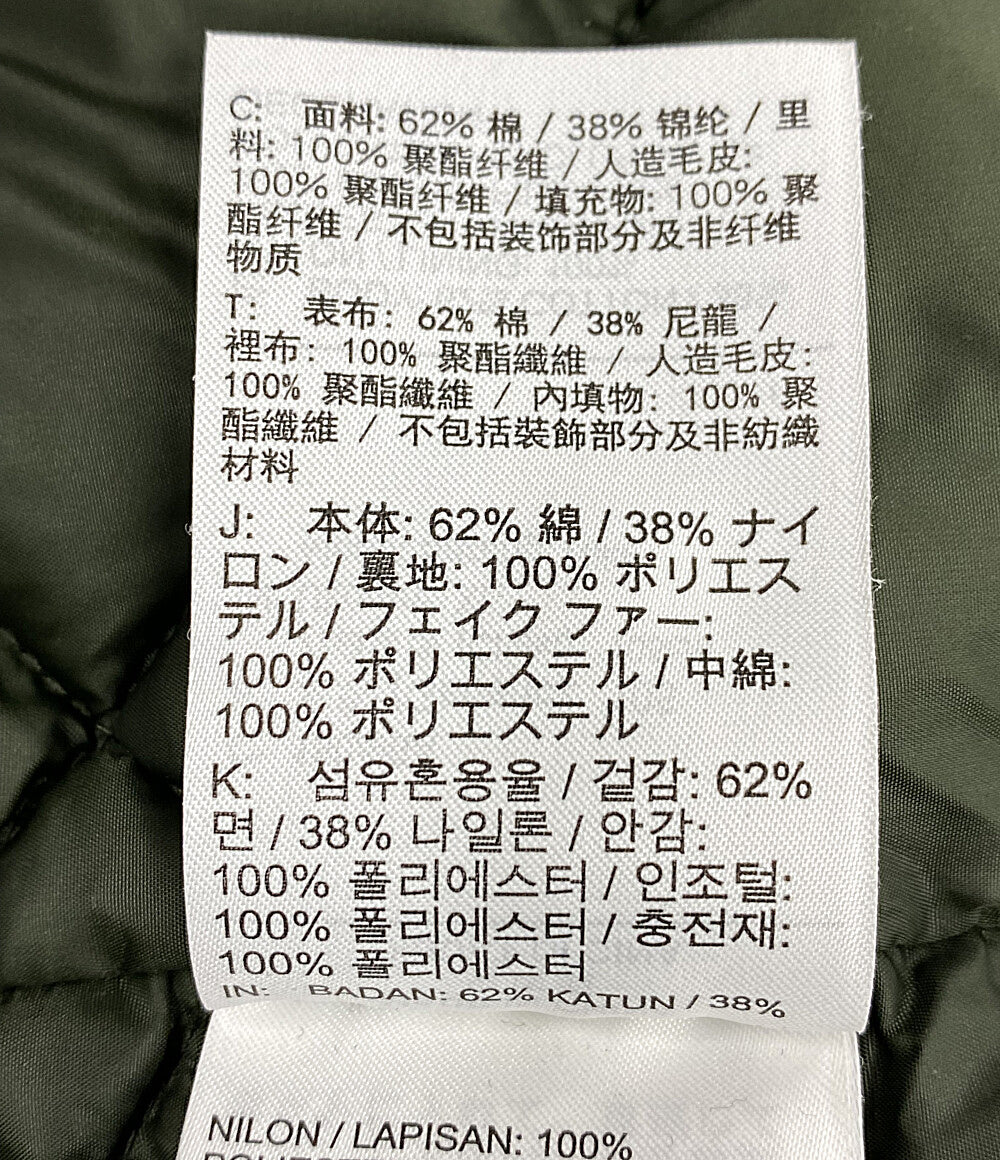 C: 面料: 62% 棉 / 38% 锦纶 / 里
料: 100% 聚酯纤维 / 人造毛皮:
100% 聚酯纤维 / 填充物: 100% 聚
酯纤维 / 不包括装饰部分及非纤维
物质
T: 表布: 62% 棉 / 38% 尼龍 /
裡布: 100% 聚酯纖維 / 人造毛皮:
100% 聚酯纖維 / 內填物: 100% 聚
酯纖維 / 不包括裝飾部分及非紡織
材料
J: 本体: 62% 綿 / 38% ナイ
ロン / 裏地: 100% ポリエス
テル / フェイク ファー:
100% ポリエステル / 中綿:
100% ポリエステル
K: 섬유혼용율 / 겉감: 62%
면 / 38% 나일론 / 안감:
100% 폴리에스터 / 인조털:
100% 폴리에스터 / 충전재:
100% 폴리에스터
IN: BADAN: 62% KATUN / 38%
NILON / LAPISAN: 100%